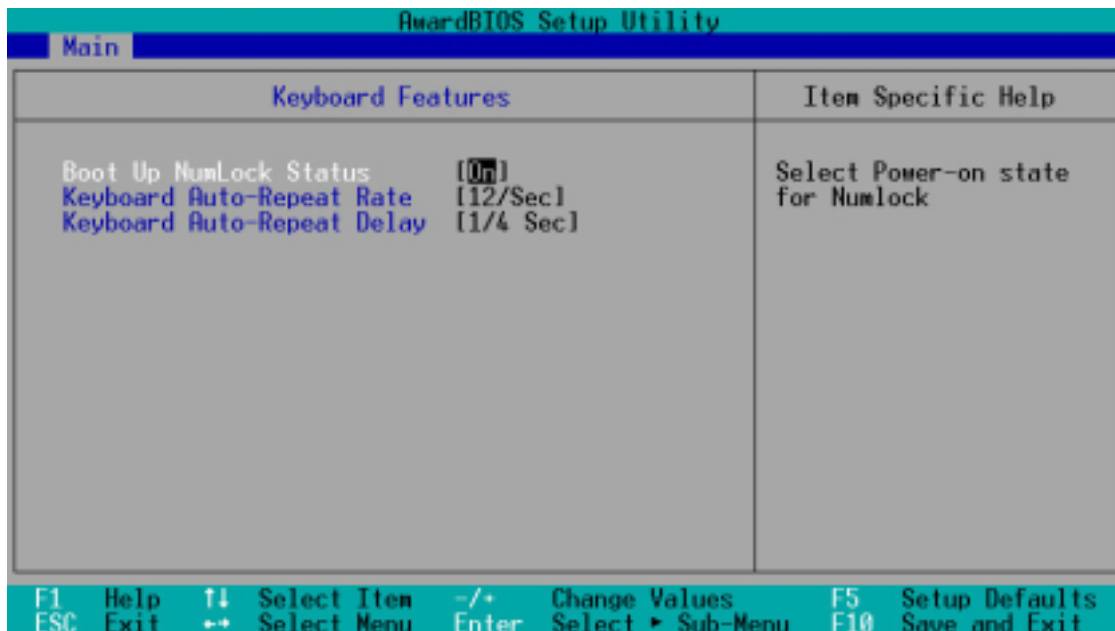 AwardBIOS Setup Utility
Main
Keyboard Features
Item Specific Help
Boot Up NumLock Status [On]
Keyboard Auto-Repeat Rate [12/Sec]
Keyboard Auto-Repeat Delay [1/4 Sec]
Select Power-on state
for Numlock
F1 Help ↑↓ Select Item -/+ Change Values F5 Setup Defaults
ESC Exit ←→ Select Menu Enter Select ► Sub-Menu F10 Save and Exit